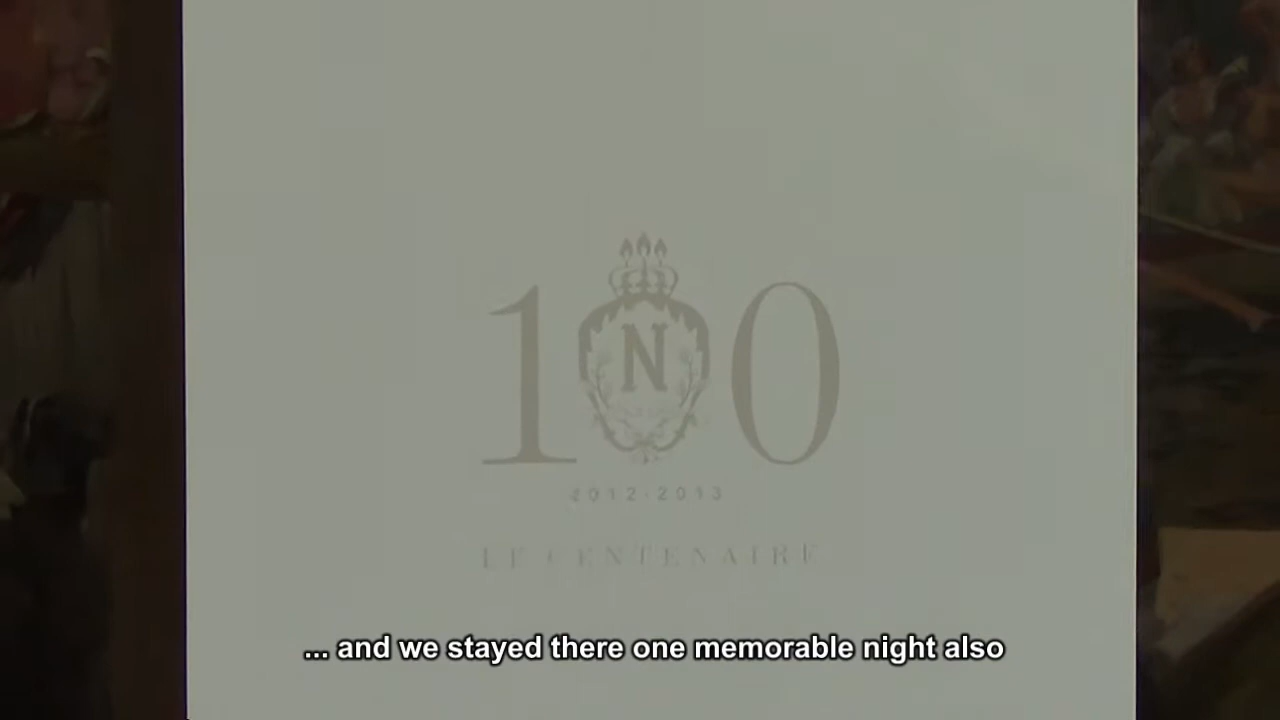 1N0
2012-2013
LE CENTENAIRE
... and we stayed there one memorable night also